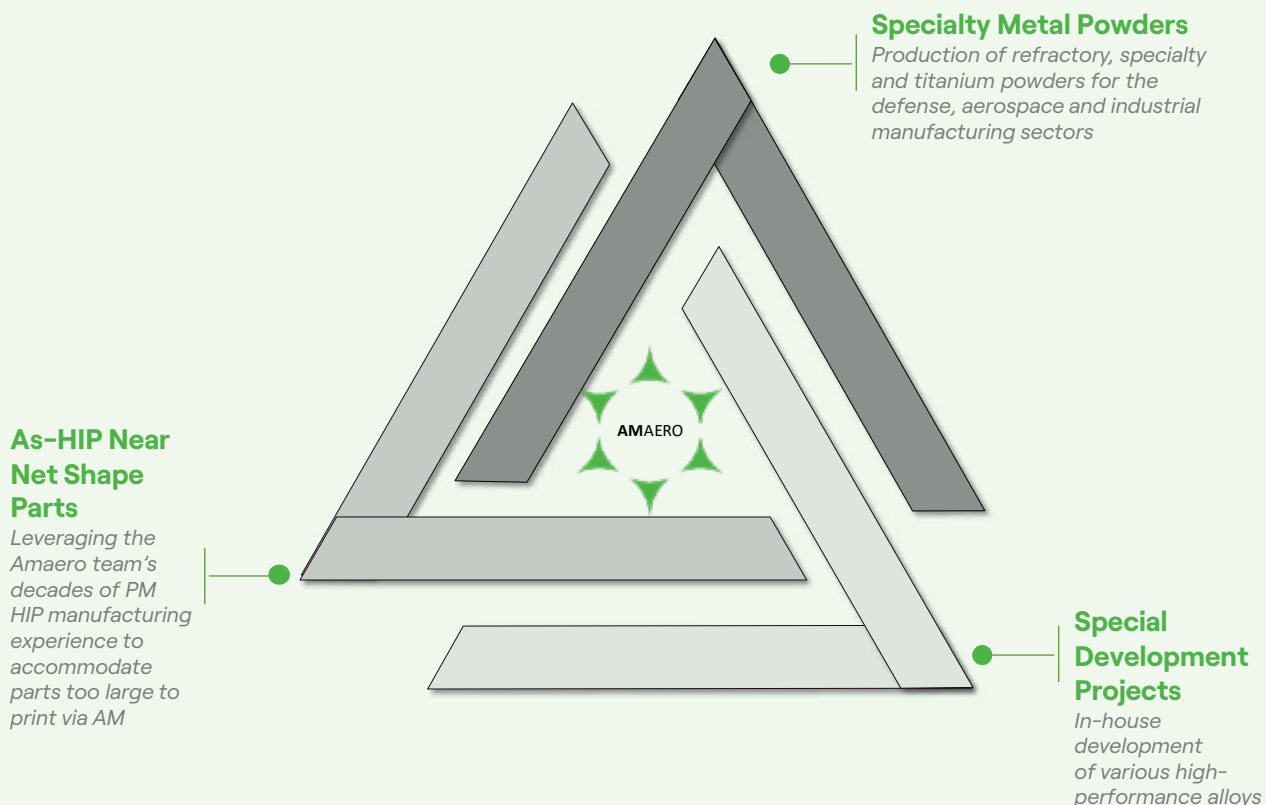 Specialty Metal Powders
Production of refractory, specialty
and titanium powders for the
defense, aerospace and industrial
manufacturing sectors
AMAERO
As-HIP Near
Net Shape
Parts
Leveraging the
Amaero team's
decades of PM
HIP manufacturing
experience to
accommodate
parts too large to
print via AM
Special
Development
Projects
In-house
development
of various high-
performance alloys